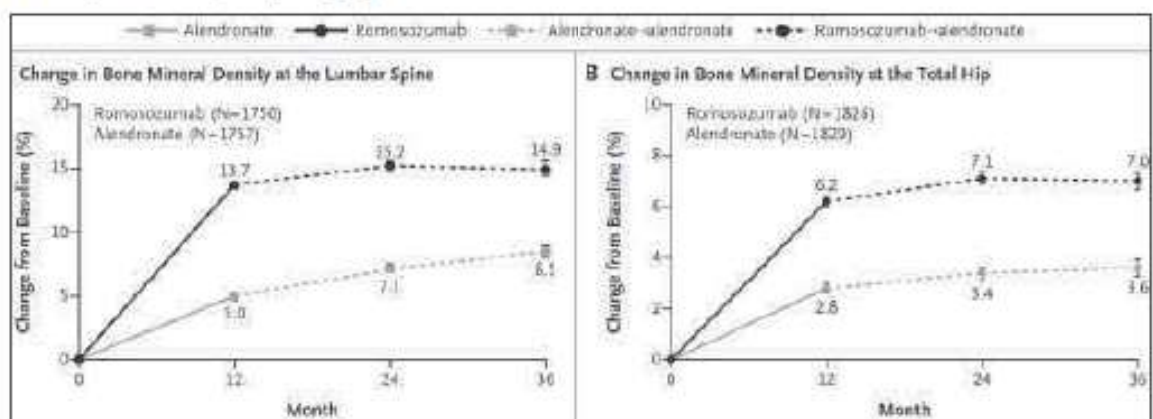 Alendronate Romosozumab Alendronate–alendronate Romosozumab–alendronate
Change in Bone Mineral Density at the Lumbar Spine
Romosozumab (N=1750)
Alendronate (N=1757)
Change from Baseline (%)
20
15
10
5
0
13.7
15.2
14.9
5.0
7.1
0
12
24
36
Month
B Change in Bone Mineral Density at the Total Hip
Romosozumab (N=1826)
Alendronate (N=1829)
Change from Baseline (%)
10
8
6
4
2
0
6.2
7.1
7.0
2.8
3.4
3.6
0
12
24
36
Month